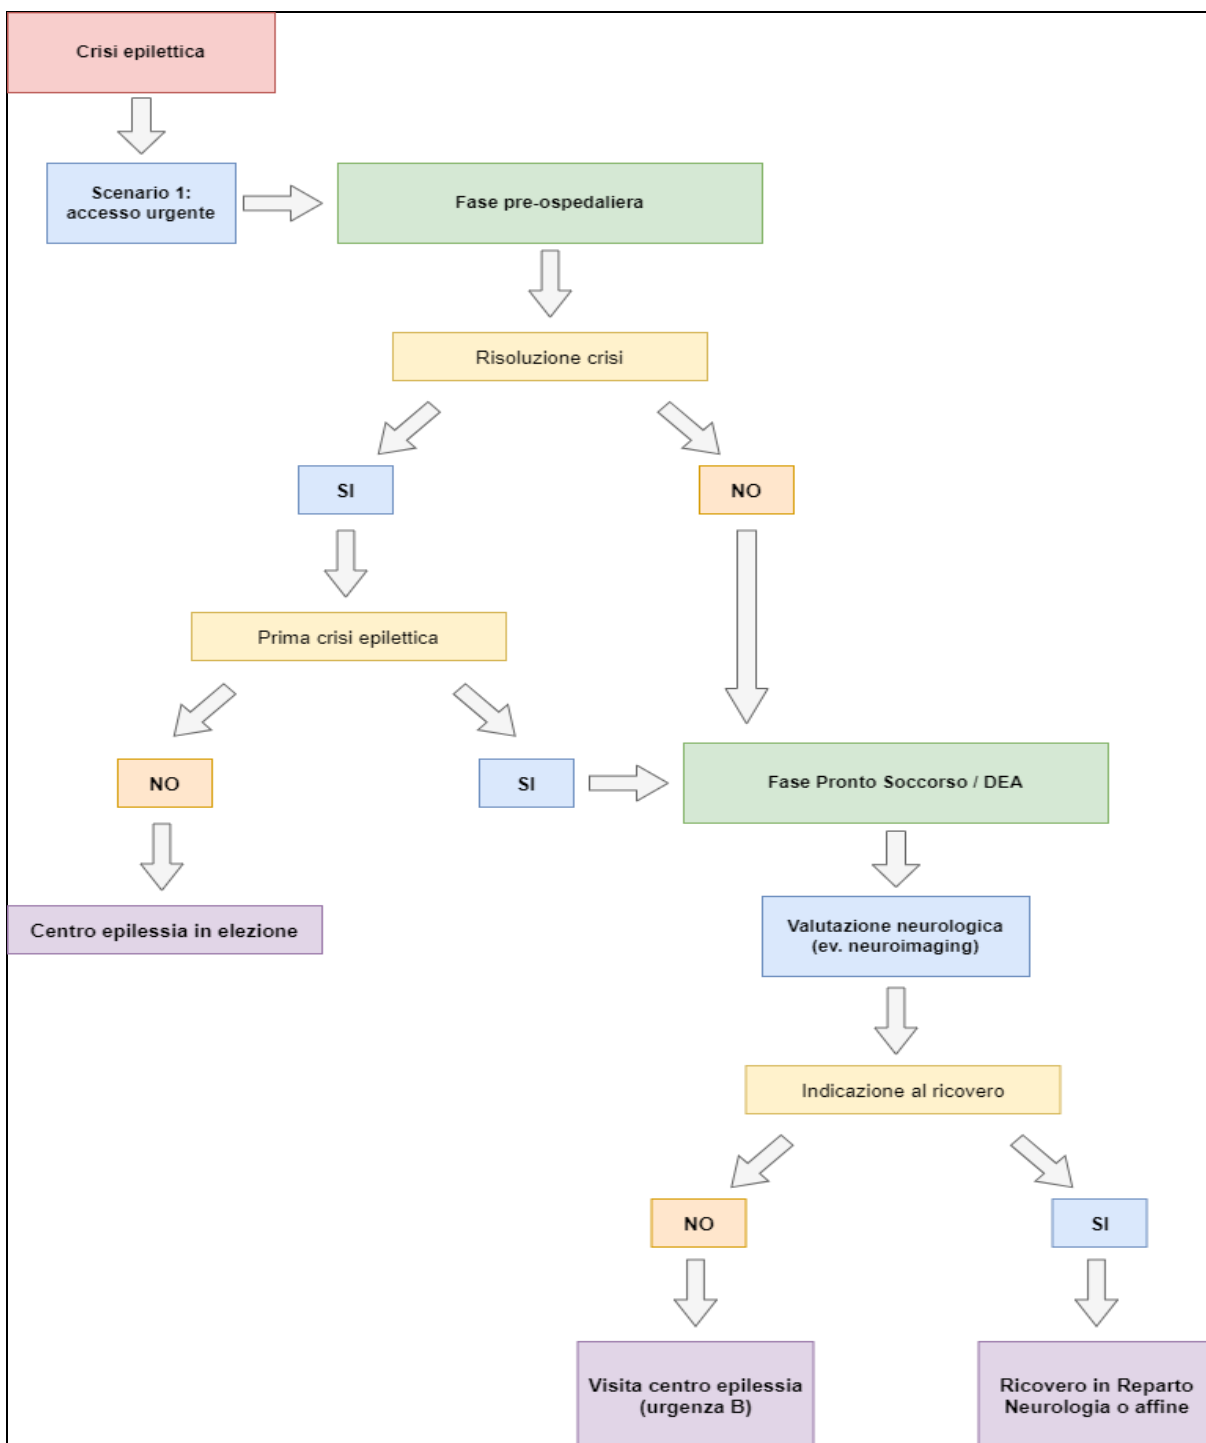 Crisi epilettica
Scenario 1:
accesso urgente
Fase pre-ospedaliera
Risoluzione crisi
SI
NO
Prima crisi epilettica
NO
SI
Fase Pronto Soccorso / DEA
Centro epilessia in elezione
Valutazione neurologica
(ev. neuroimaging)
Indicazione al ricovero
NO
SI
Visita centro epilessia
(urgenza B)
Ricovero in Reparto
Neurologia o affine